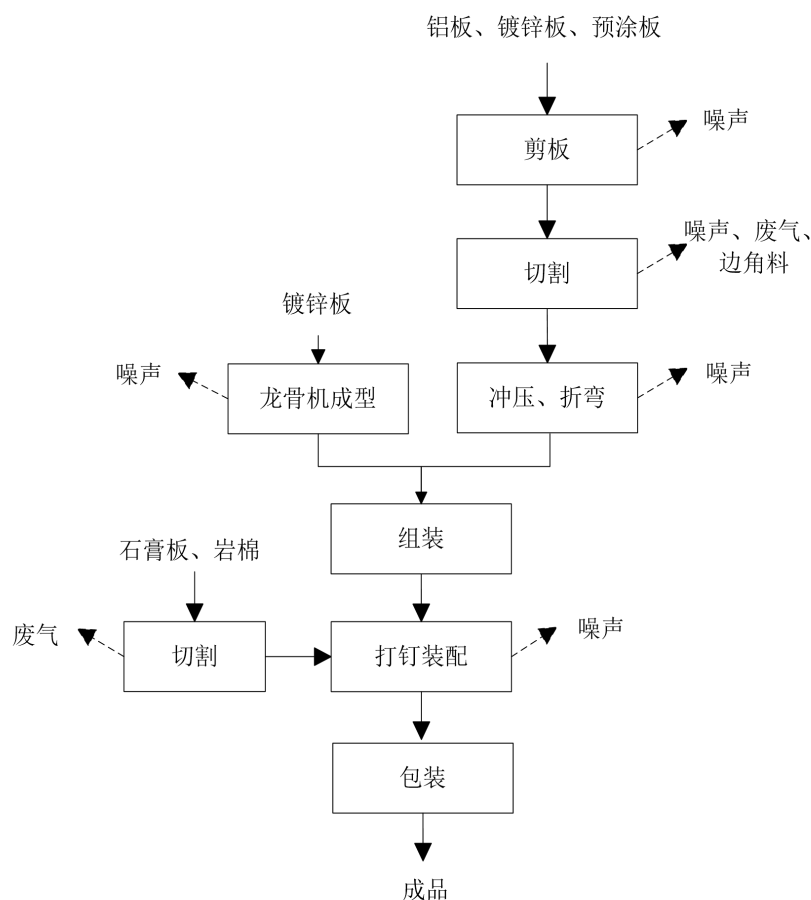 铝板、镀锌板、预涂板
剪板
噪声
噪声、废气、
边角料
切割
镀锌板
噪声
龙骨机成型
冲压、折弯
噪声
组装
石膏板、岩棉
废气
切割
打钉装配
噪声
包装
成品